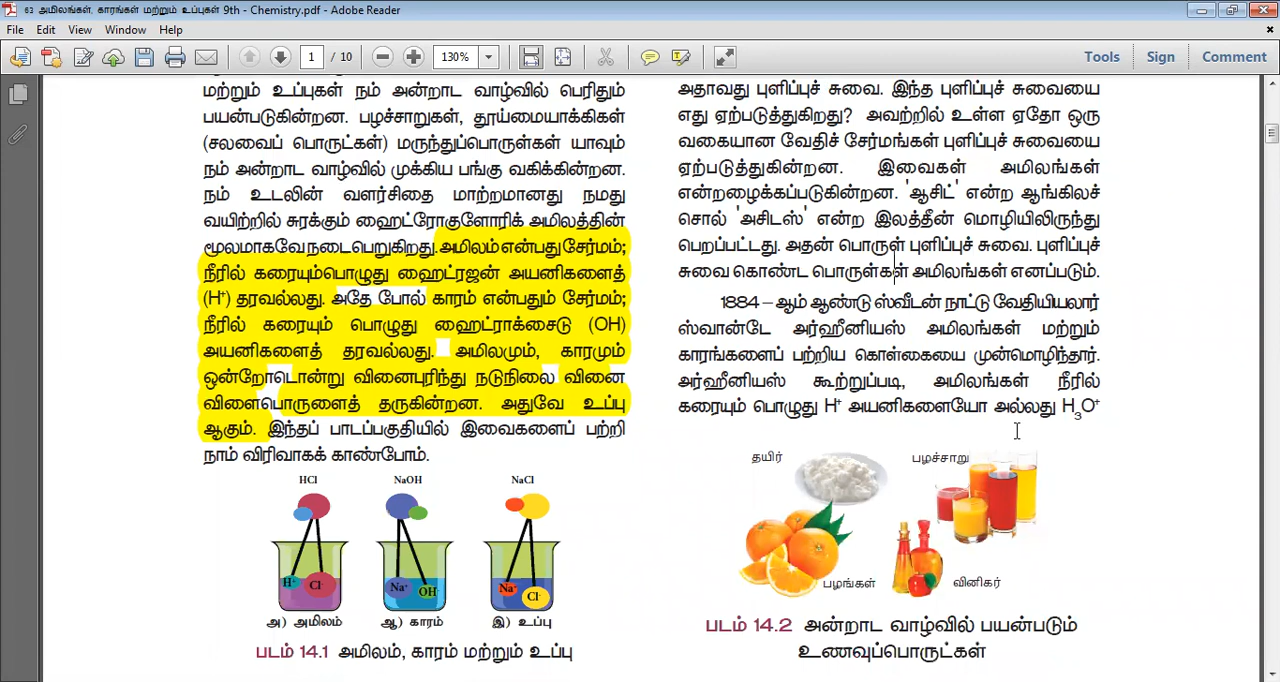 63 அமிலங்கள், காரங்கள் மற்றும் உப்புகள் 9th - Chemistry.pdf - Adobe Reader
File Edit View Window Help
1 / 10 130% Tools Sign Comment
மற்றும் உப்புகள் நம் அன்றாட வாழ்வில் பெரிதும்
பயன்படுகின்றன. பழச்சாறுகள், தூய்மையாக்கிகள்
(சலவைப் பொருட்கள்) மருந்துப்பொருள்கள் யாவும்
நம் அன்றாட வாழ்வில் முக்கிய பங்கு வகிக்கின்றன.
நம் உடலின் வளர்சிதை மாற்றமானது நமது
வயிற்றில் சுரக்கும் ஹைட்ரோகுளோரிக் அமிலத்தின்
மூலமாகவே நடைபெறுகிறது. அமிலம் என்பது சேர்மம்;
நீரில் கரையும்பொழுது ஹைட்ரஜன் அயனிகளைத்
(H⁺) தரவல்லது. அதே போல் காரம் என்பதும் சேர்மம்;
நீரில் கரையும் பொழுது ஹைட்ராக்சைடு (OH)
அயனிகளைத் தரவல்லது. அமிலமும், காரமும்
ஒன்றோடொன்று வினைபுரிந்து நடுநிலை வினை
விளைபொருளைத் தருகின்றன. அதுவே உப்பு
ஆகும். இந்தப் பாடப்பகுதியில் இவைகளைப் பற்றி
நாம் விரிவாகக் காண்போம்.
HCl NaOH NaCl
H⁺ Cl⁻ Na⁺ OH⁻ Na⁺ Cl⁻
அ) அமிலம் ஆ) காரம் இ) உப்பு
படம் 14.1 அமிலம், காரம் மற்றும் உப்பு
அதாவது புளிப்புச் சுவை. இந்த புளிப்புச் சுவையை
எது ஏற்படுத்துகிறது? அவற்றில் உள்ள ஏதோ ஒரு
வகையான வேதிச் சேர்மங்கள் புளிப்புச் சுவையை
ஏற்படுத்துகின்றன. இவைகள் அமிலங்கள்
என்றழைக்கப்படுகின்றன. 'ஆசிட்' என்ற ஆங்கிலச்
சொல் 'அசிடஸ்' என்ற இலத்தீன் மொழியிலிருந்து
பெறப்பட்டது. அதன் பொருள் புளிப்புச் சுவை. புளிப்புச்
சுவை கொண்ட பொருள்கள் அமிலங்கள் எனப்படும்.
1884 – ஆம் ஆண்டு ஸ்வீடன் நாட்டு வேதியியலார்
ஸ்வான்டே அர்ஹீனியஸ் அமிலங்கள் மற்றும்
காரங்களைப் பற்றிய கொள்கையை முன்மொழிந்தார்.
அர்ஹீனியஸ் கூற்றுப்படி, அமிலங்கள் நீரில்
கரையும் பொழுது H⁺ அயனிகளையோ அல்லது H₃O⁺
தயிர் பழச்சாறு
பழங்கள் வினிகர்
படம் 14.2 அன்றாட வாழ்வில் பயன்படும்
உணவுப்பொருட்கள்